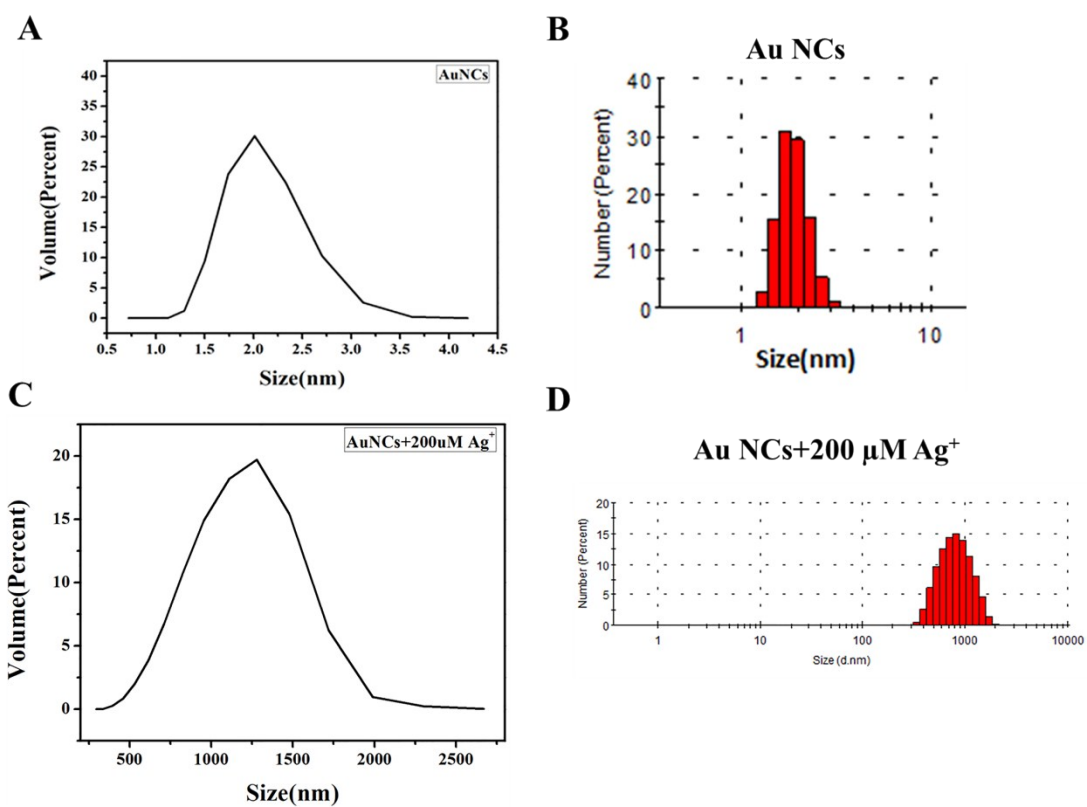 A
AuNCs
Volume(Percent)
40
35
30
25
20
15
10
5
0
0.5 1.0 1.5 2.0 2.5 3.0 3.5 4.0 4.5
Size(nm)
B
Au NCs
Number (Percent)
40
30
20
10
0
1 10
Size(nm)
C
AuNCs+200uM Ag⁺
Volume(Percent)
20
15
10
5
0
500 1000 1500 2000 2500
Size(nm)
D
Au NCs+200 μM Ag⁺
Number (Percent)
20
15
10
5
0
1 10 100 1000 10000
Size (d.nm)